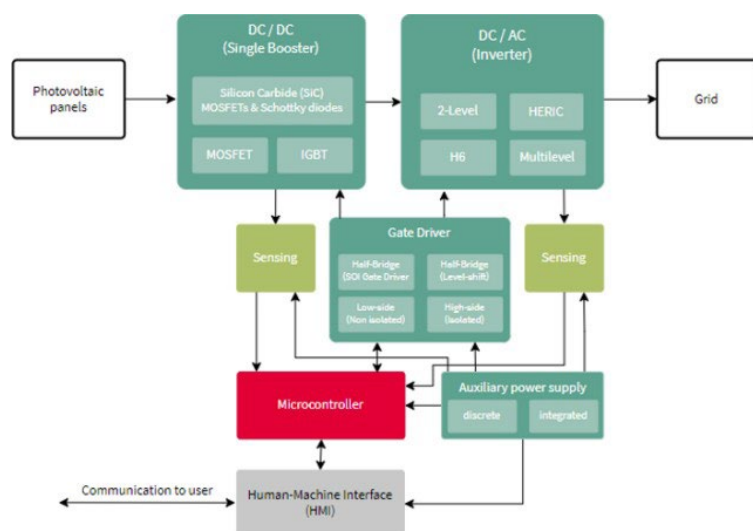 DC / DC
(Single Booster)
DC / AC
(Inverter)
Photovoltaic
panels
Silicon Carbide (SiC)
MOSFETs & Schottky diodes
MOSFET
IGBT
2-Level
HERIC
H6
Multilevel
Grid
Sensing
Gate Driver
Half-Bridge
(SOI Gate Driver
Half-Bridge
(Level-shift)
Low-side
(Non isolated)
High-side
(Isolated)
Sensing
Microcontroller
Auxiliary power supply
discrete
integrated
Communication to user
Human-Machine Interface
(HMI)